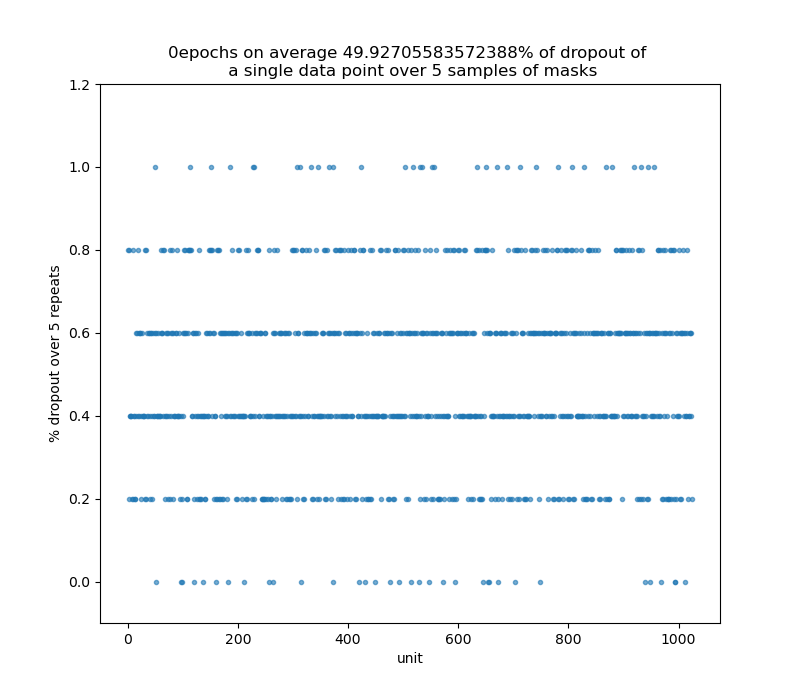 0epochs on average 49.92705583572388% of dropout of
a single data point over 5 samples of masks
1.2
1.0
0.8
0.6
0.4
0.2
0.0
% dropout over 5 repeats
0 200 400 600 800 1000
unit